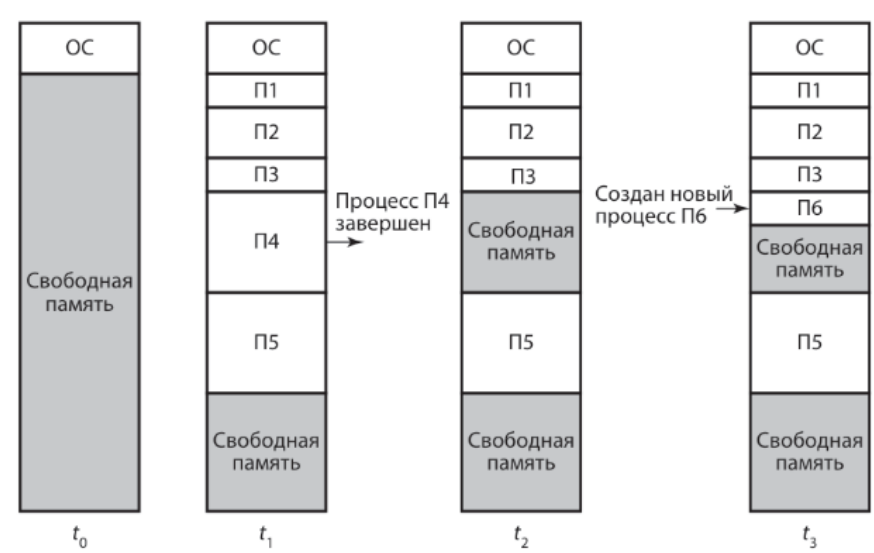 ОС
Свободная
память
t0
ОС
П1
П2
П3
П4
П5
Свободная
память
t1
Процесс П4
завершен
ОС
П1
П2
П3
Свободная
память
П5
Свободная
память
t2
Создан новый
процесс П6
ОС
П1
П2
П3
П6
Свободная
память
П5
Свободная
память
t3